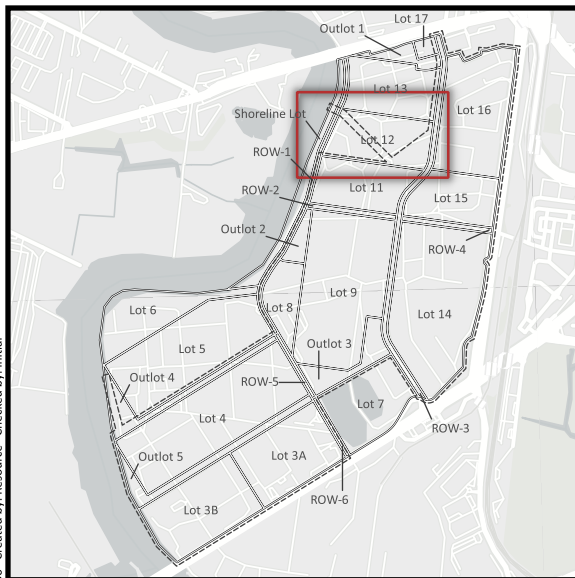 Lot 17
Outlot 1
Lot 13
Lot 16
Shoreline Lot
Lot 12
ROW-1
Lot 11
ROW-2
Lot 15
Outlot 2
ROW-4
Lot 9
Lot 6
Lot 8
Lot 14
Lot 5
Outlot 3
Outlot 4
ROW-5
Lot 4
Lot 7
ROW-3
Outlot 5
Lot 3A
ROW-6
Lot 3B